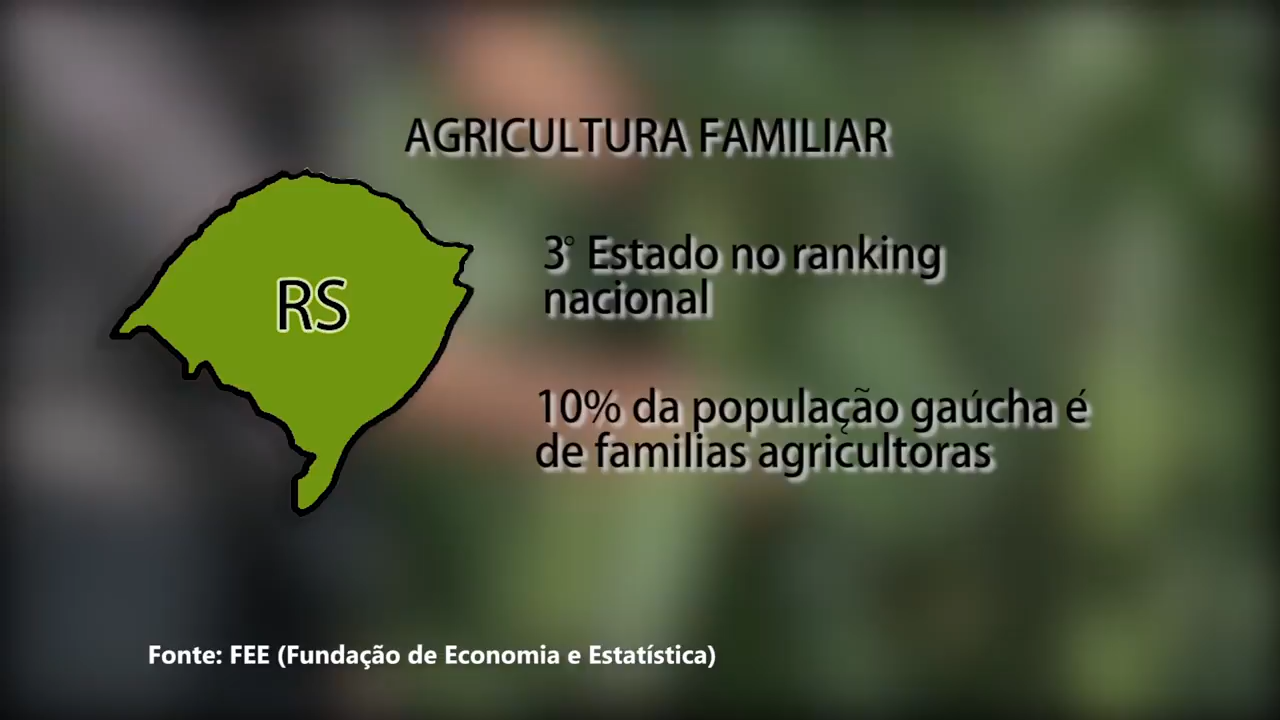 AGRICULTURA FAMILIAR
RS
3° Estado no ranking
nacional
10% da população gaúcha é
de familias agricultoras
Fonte: FEE (Fundação de Economia e Estatística)